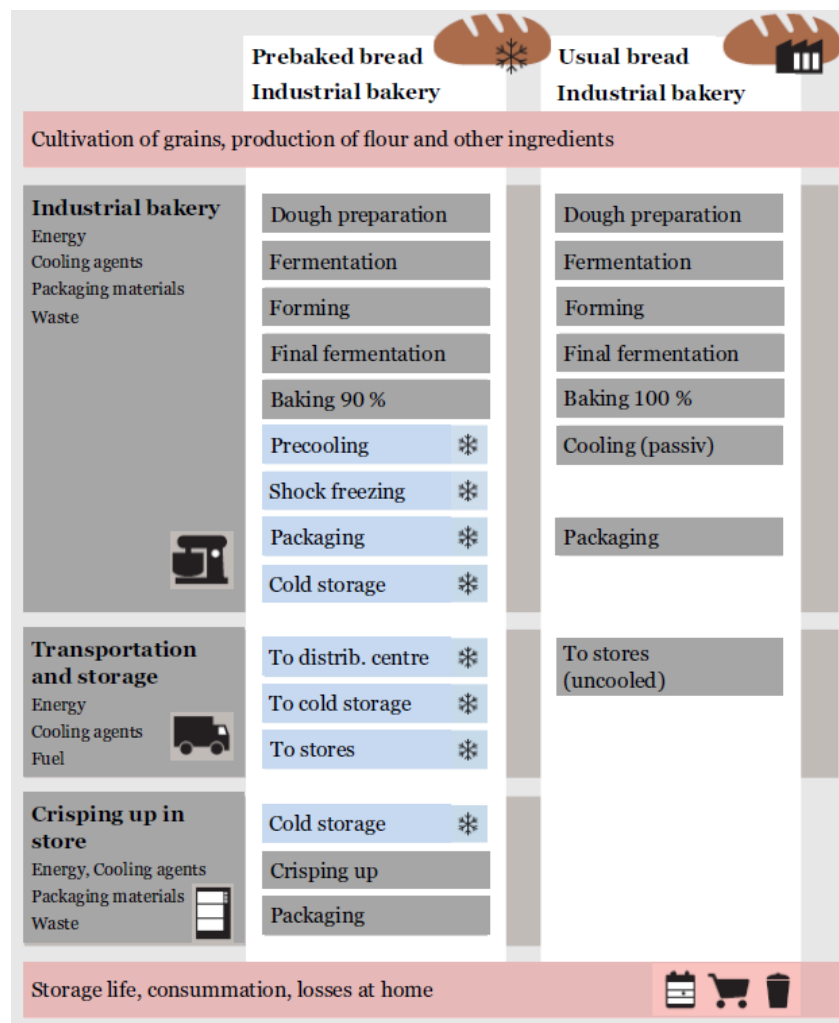 Prebaked bread
Industrial bakery
Usual bread
Industrial bakery
Cultivation of grains, production of flour and other ingredients
Industrial bakery
Energy
Cooling agents
Packaging materials
Waste
Dough preparation
Fermentation
Forming
Final fermentation
Baking 90 %
Precooling
Shock freezing
Packaging
Cold storage
Dough preparation
Fermentation
Forming
Final fermentation
Baking 100 %
Cooling (passiv)
Packaging
Transportation
and storage
Energy
Cooling agents
Fuel
To distrib. centre
To cold storage
To stores
To stores
(uncooled)
Crisping up in
store
Energy, Cooling agents
Packaging materials
Waste
Cold storage
Crisping up
Packaging
Storage life, consummation, losses at home